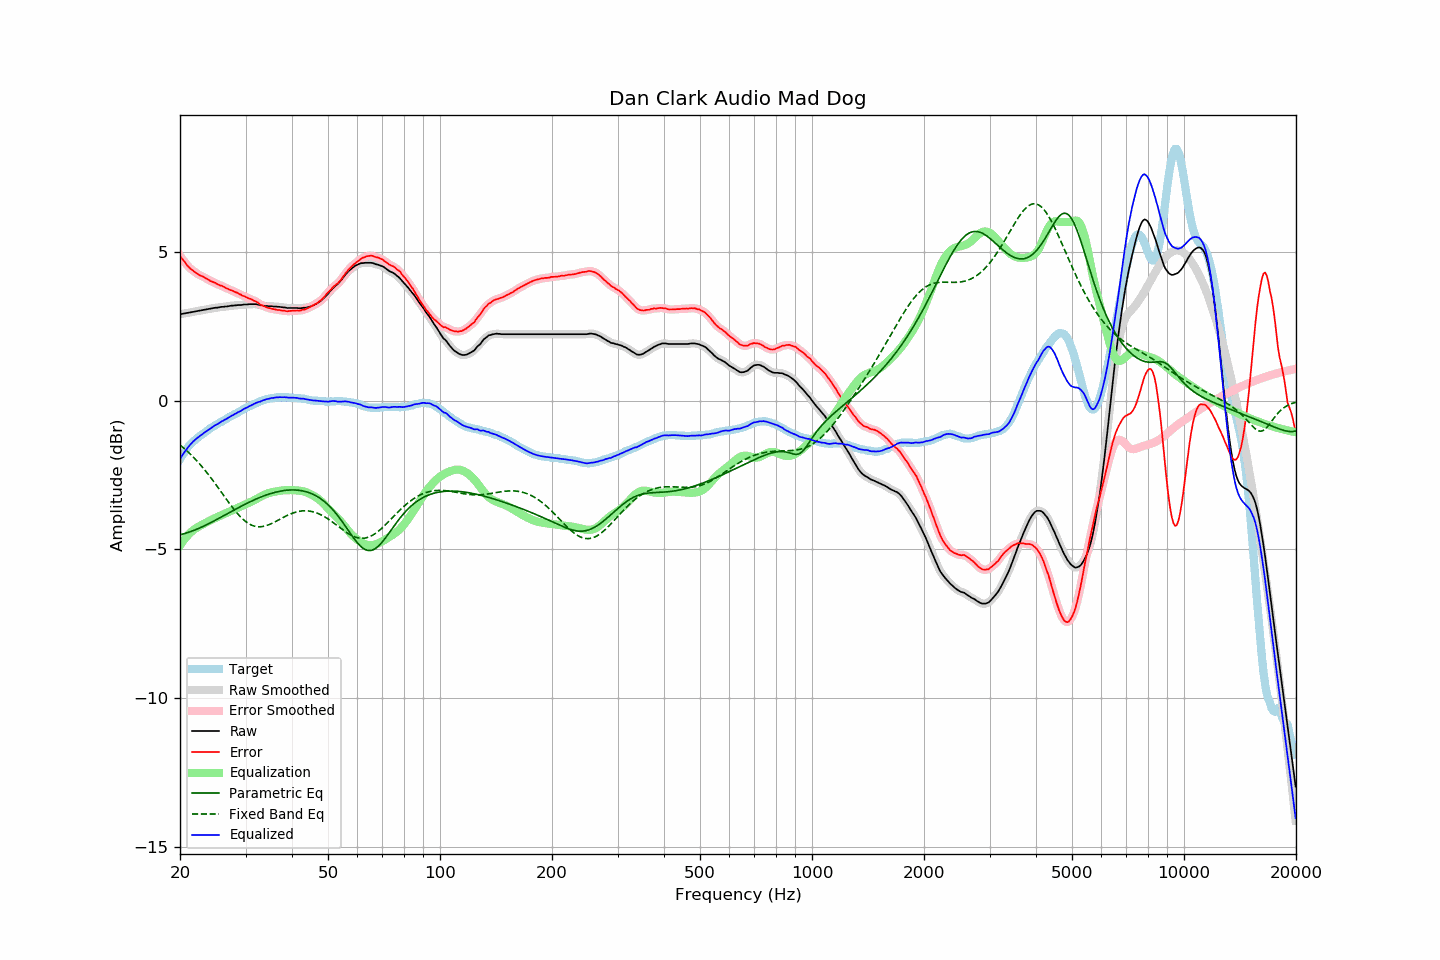 Dan Clark Audio Mad Dog
Amplitude (dBr)
5
0
−5
−10
−15
Target
Raw Smoothed
Error Smoothed
Raw
Error
Equalization
Parametric Eq
Fixed Band Eq
Equalized
20 50 100 200 500 1000 2000 5000 10000 20000
Frequency (Hz)